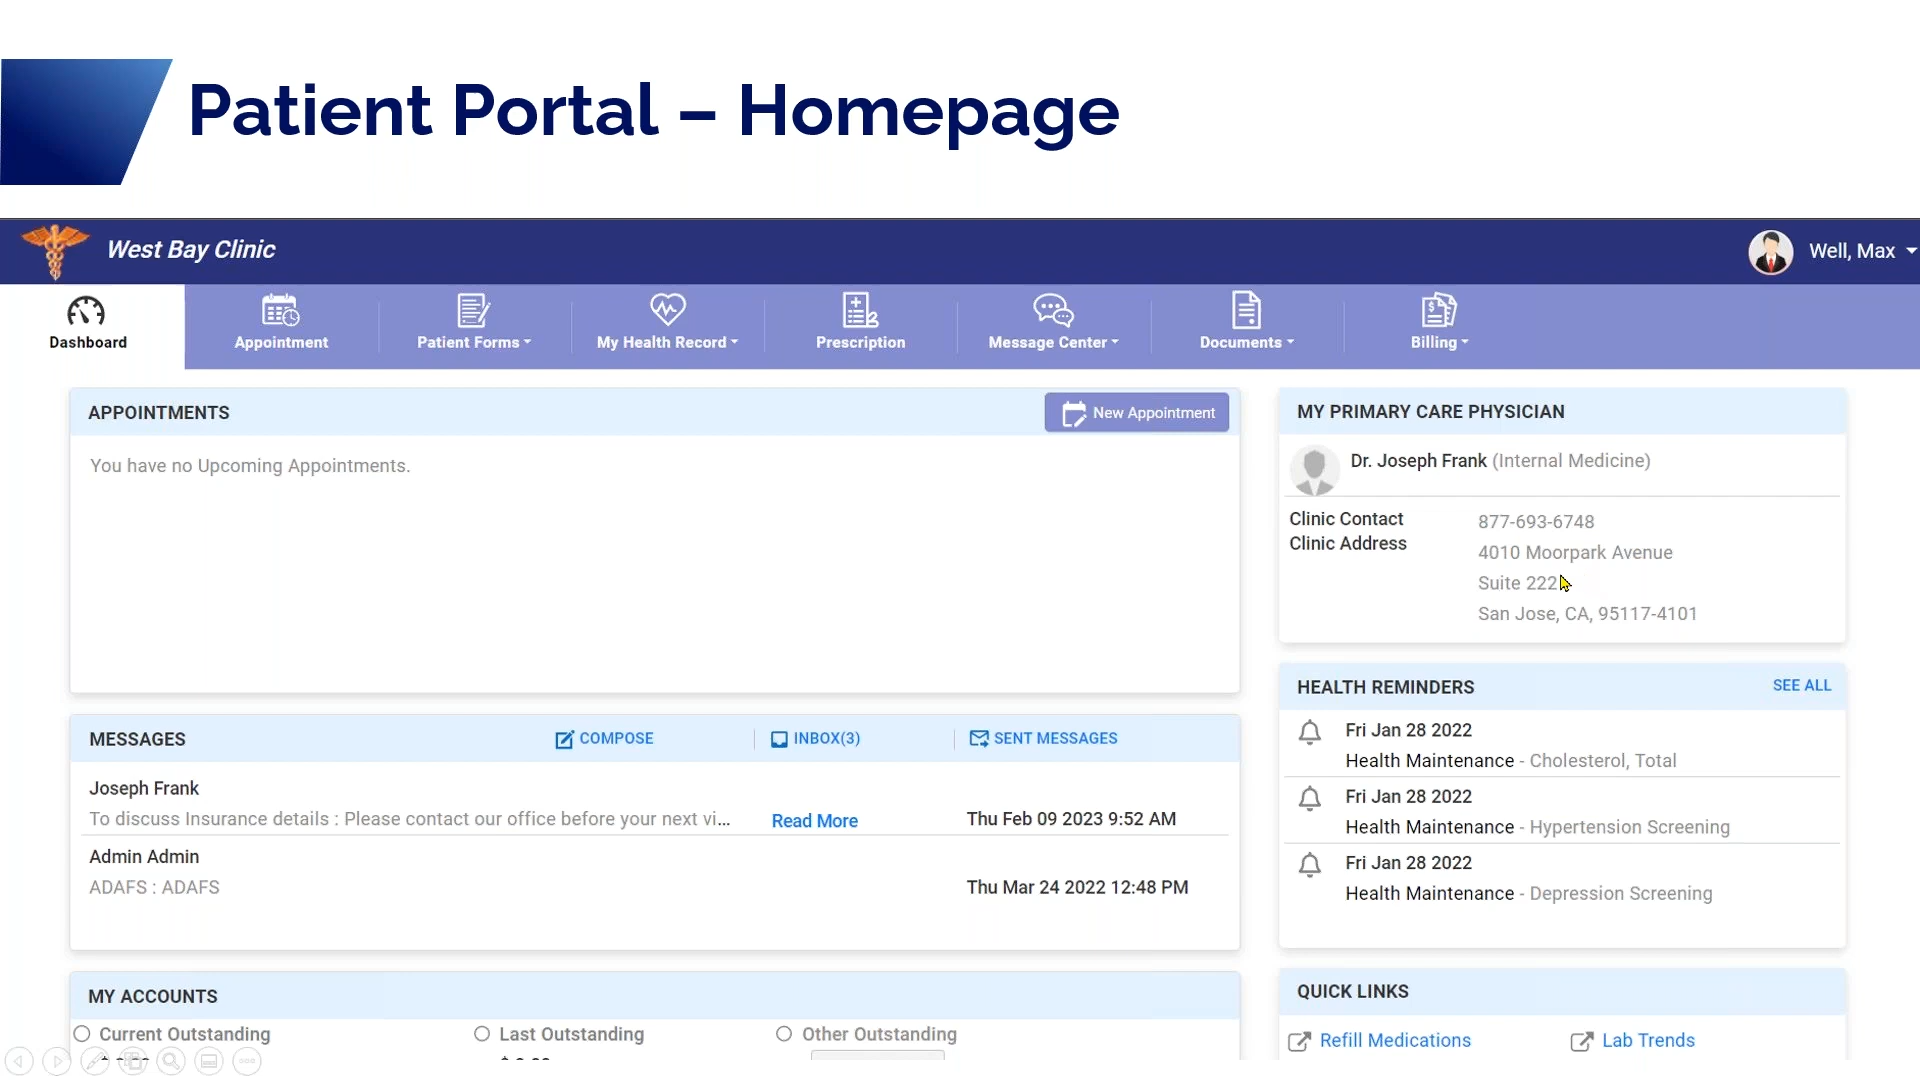 Patient Portal – Homepage
West Bay Clinic
Well, Max
Dashboard
Appointment
Patient Forms
My Health Record
Prescription
Message Center
Documents
Billing
APPOINTMENTS
New Appointment
You have no Upcoming Appointments.
MESSAGES
COMPOSE
INBOX(3)
SENT MESSAGES
Joseph Frank
To discuss Insurance details : Please contact our office before your next vi...
Read More
Thu Feb 09 2023 9:52 AM
Admin Admin
ADAFS : ADAFS
Thu Mar 24 2022 12:48 PM
MY ACCOUNTS
Current Outstanding
Last Outstanding
Other Outstanding
MY PRIMARY CARE PHYSICIAN
Dr. Joseph Frank (Internal Medicine)
Clinic Contact
877-693-6748
Clinic Address
4010 Moorpark Avenue
Suite 222
San Jose, CA, 95117-4101
HEALTH REMINDERS
SEE ALL
Fri Jan 28 2022
Health Maintenance - Cholesterol, Total
Fri Jan 28 2022
Health Maintenance - Hypertension Screening
Fri Jan 28 2022
Health Maintenance - Depression Screening
QUICK LINKS
Refill Medications
Lab Trends